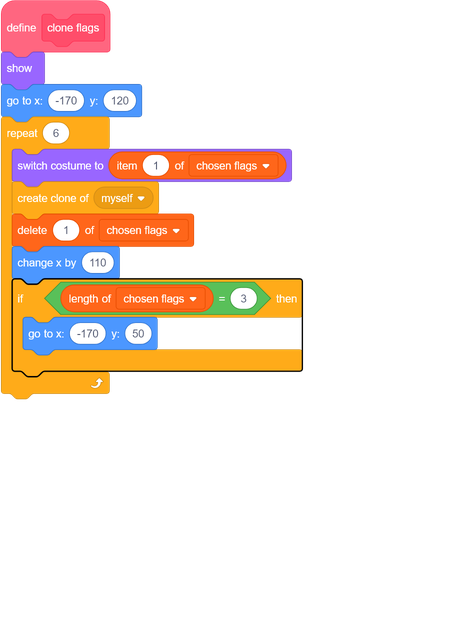 define clone flags
show
go to x: -170 y: 120
repeat 6
switch costume to item 1 of chosen flags
create clone of myself
delete 1 of chosen flags
change x by 110
if length of chosen flags = 3 then
go to x: -170 y: 50